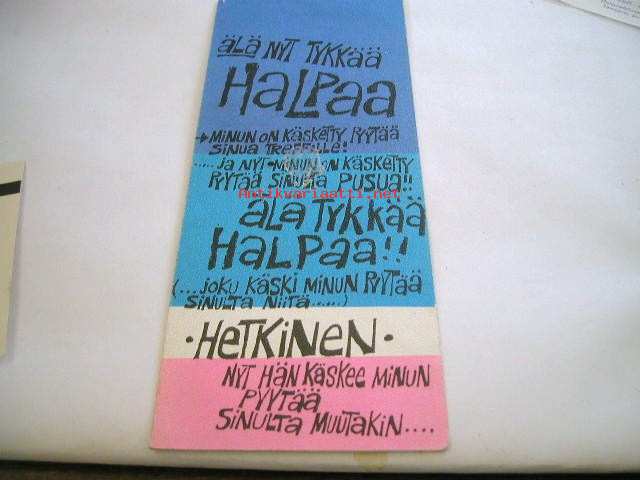 ÄLÄ NYT TYKKÄÄ
HALPAA
MINUN ON KÄSKETTY PYYTÄÄ
SINUA TREFFEILLE!
.....JA NYT MINUN ON KÄSKETTY
PYYTÄÄ SINULTA PUSUA!!
Antikvariaatti.net
ÄLÄ TYKKÄÄ
HALPAA!!
(...JOKU KÄSKI MINUN PYYTÄÄ
SINULTA NIITÄ......)
·HETKINEN·
NYT HÄN KÄSKEE MINUN
PYYTÄÄ
SINULTA MUUTAKIN....